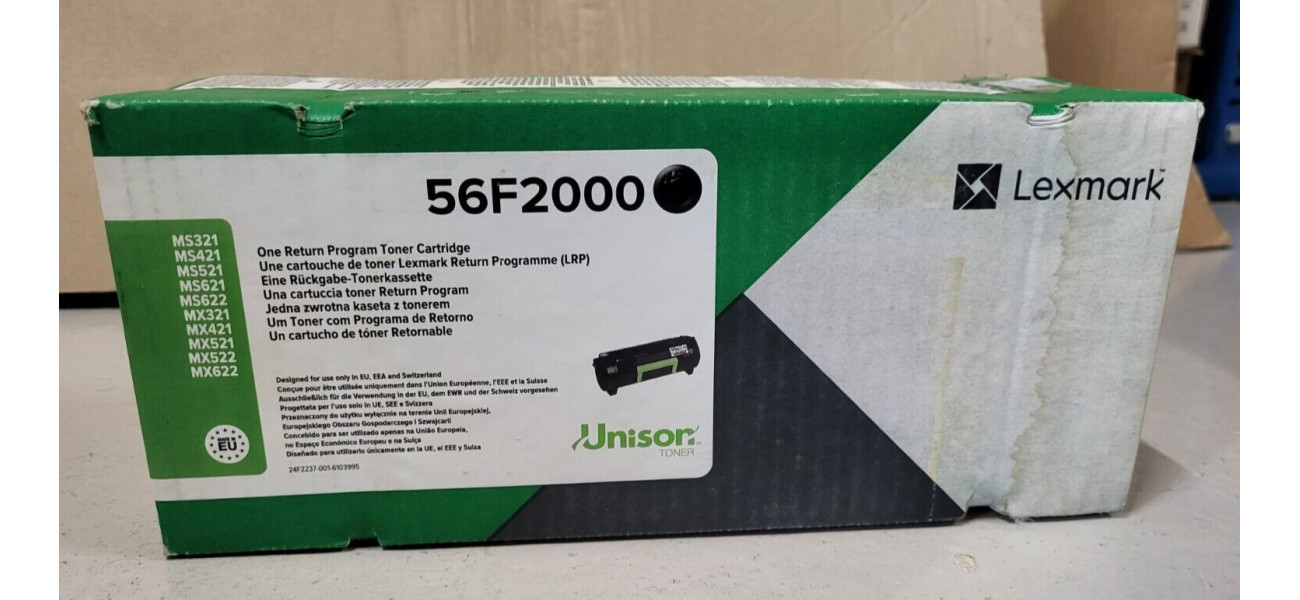 56F2000
Lexmark
MS321
MS421
MS521
MS621
MS622
MX321
MX421
MX521
MX522
MX622
One Return Program Toner Cartridge
Une cartouche de toner Lexmark Return Programme (LRP)
Eine Rückgabe-Tonerkassette
Una cartuccia toner Return Program
Jedna zwrotna kaseta z tonerem
Um Toner com Programa de Retorno
Un cartucho de tóner Retornable
Designed for use only in EU, EEA and Switzerland
Conçue pour être utilisée uniquement dans l'Union Européenne, l'EEE et la Suisse
Ausschließlich für die Verwendung in der EU, dem EWR und der Schweiz vorgesehen
Progettata per l'uso solo in UE, SEE e Svizzera
Przeznaczony do użytku wyłącznie na terenie Unii Europejskiej,
Europejskiego Obszaru Gospodarczego i Szwajcarii
Concebido para ser utilizado apenas na União Europeia,
no Espaço Económico Europeu e na Suíça
Diseñado para utilizarlo únicamente en la UE, el EEE y Suiza
24F2237-001-6103995
MADE IN
EU
Unison™
TONER